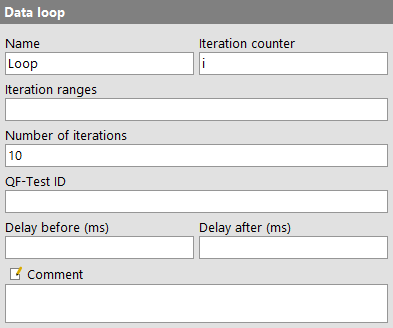 Data loop
Name Iteration counter
Loop i
Iteration ranges
Number of iterations
10
QF-Test ID
Delay before (ms) Delay after (ms)
Comment